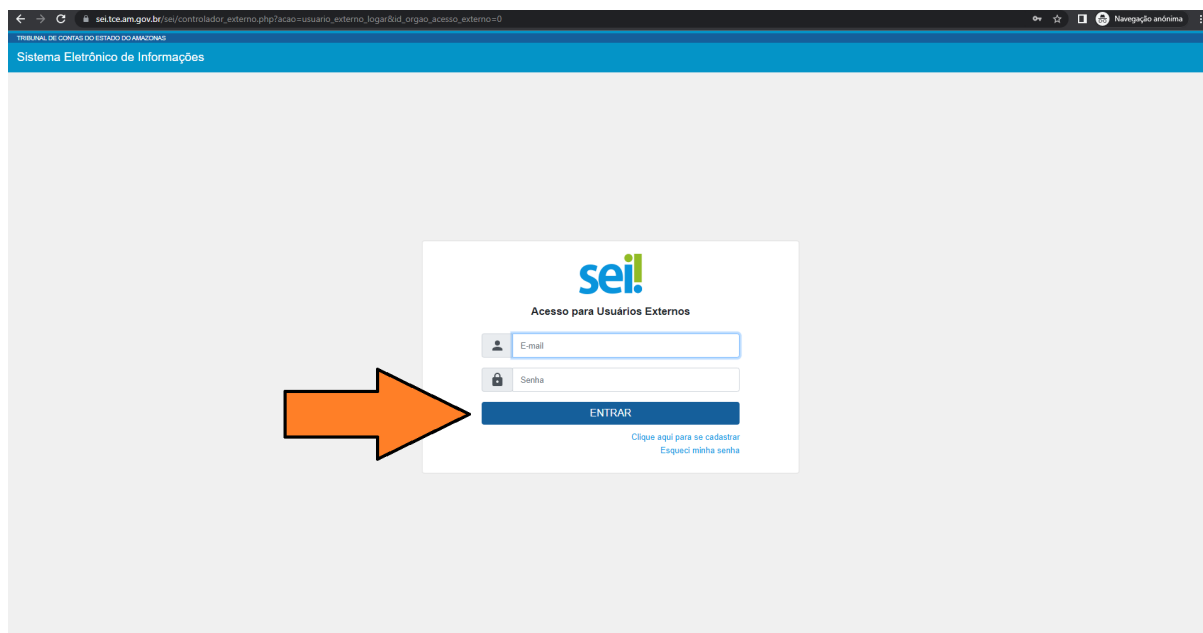 sei.tce.am.gov.br/sei/controlador_externo.php?acao=usuario_externo_logar&id_orgao_acesso_externo=0
Navegação anónima
TRIBUNAL DE CONTAS DO ESTADO DO AMAZONAS
Sistema Eletrônico de Informações
sei!
Acesso para Usuários Externos
E-mail
Senha
ENTRAR
Clique aqui para se cadastrar
Esqueci minha senha